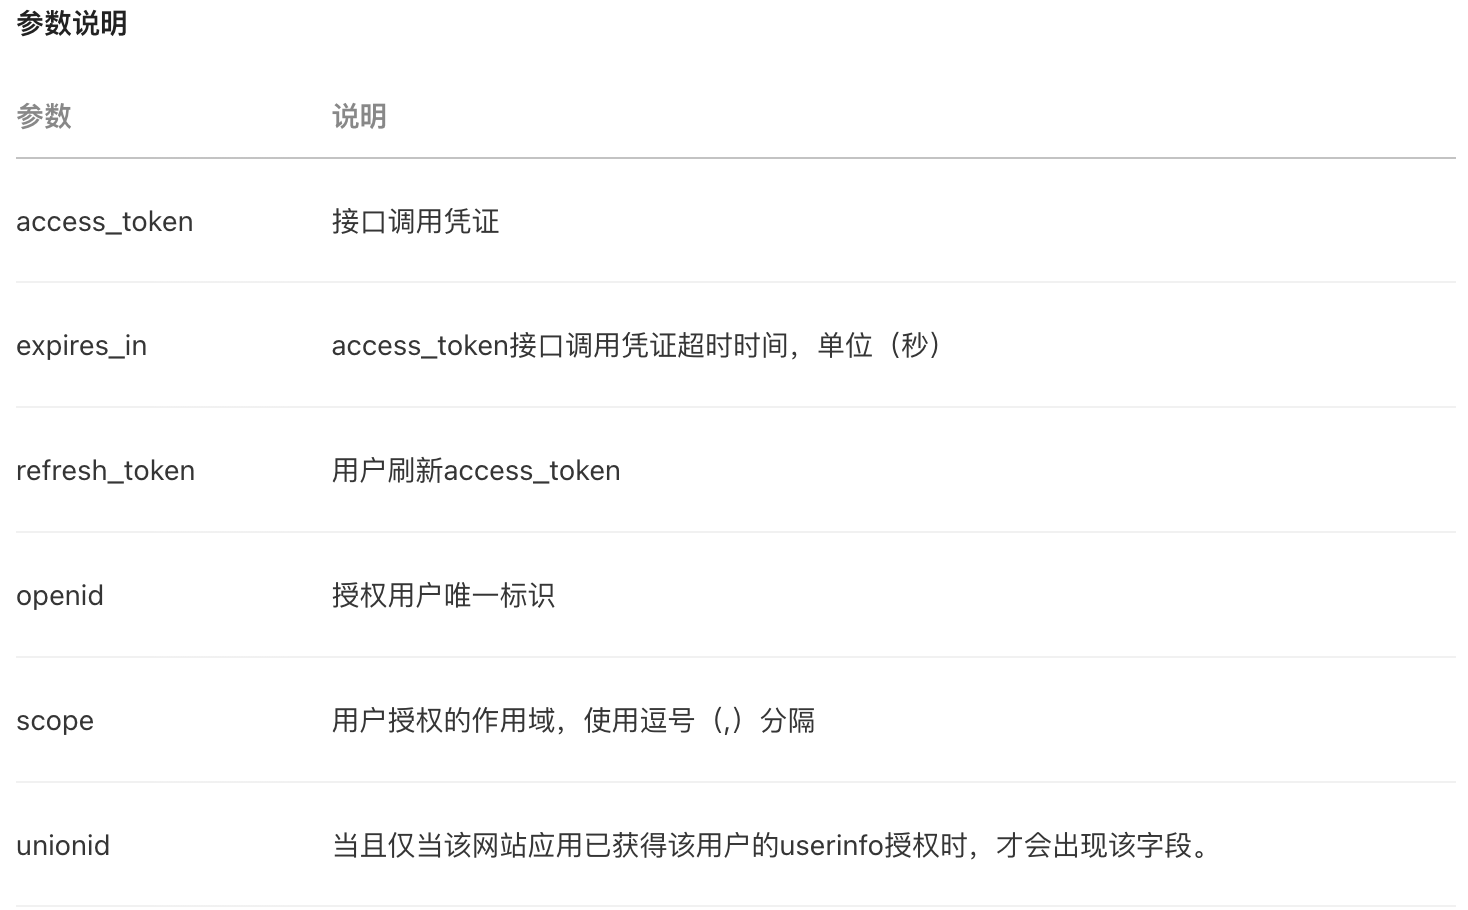 参数说明
参数 说明
access_token 接口调用凭证
expires_in access_token接口调用凭证超时时间，单位（秒）
refresh_token 用户刷新access_token
openid 授权用户唯一标识
scope 用户授权的作用域，使用逗号（,）分隔
unionid 当且仅当该网站应用已获得该用户的userinfo授权时，才会出现该字段。